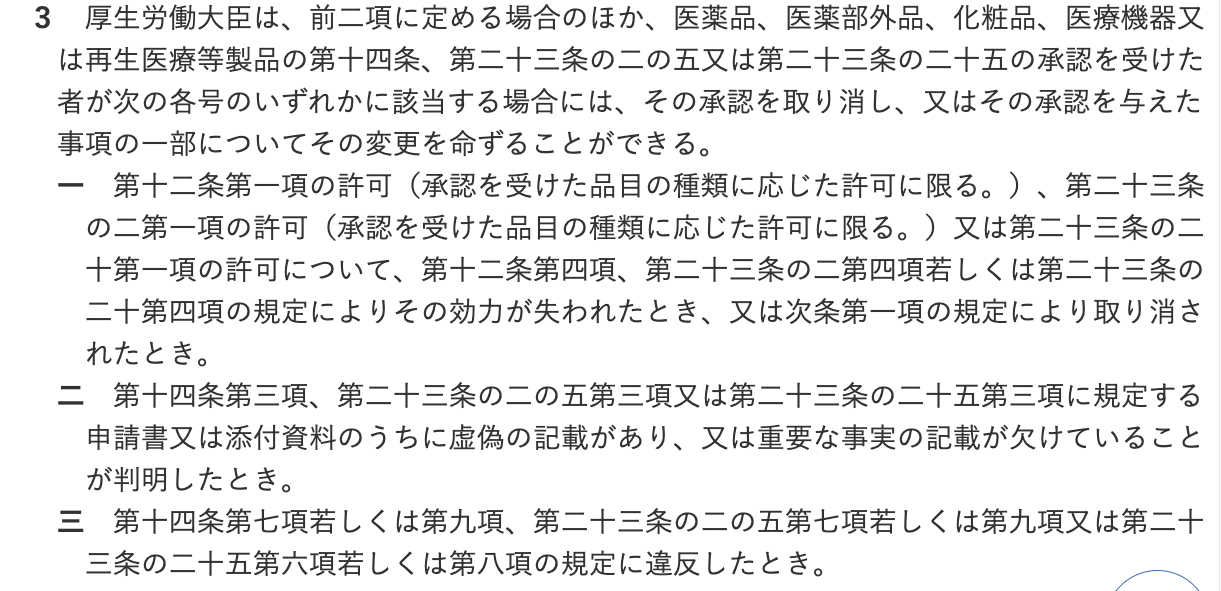 3　厚生労働大臣は、前二項に定める場合のほか、医薬品、医薬部外品、化粧品、医療機器又
は再生医療等製品の第十四条、第二十三条の二の五又は第二十三条の二十五の承認を受けた
者が次の各号のいずれかに該当する場合には、その承認を取り消し、又はその承認を与えた
事項の一部についてその変更を命ずることができる。
一　第十二条第一項の許可（承認を受けた品目の種類に応じた許可に限る。）、第二十三条
の二第一項の許可（承認を受けた品目の種類に応じた許可に限る。）又は第二十三条の二
十第一項の許可について、第十二条第四項、第二十三条の二第四項若しくは第二十三条の
二十第四項の規定によりその効力が失われたとき、又は次条第一項の規定により取り消さ
れたとき。
二　第十四条第三項、第二十三条の二の五第三項又は第二十三条の二十五第三項に規定する
申請書又は添付資料のうちに虚偽の記載があり、又は重要な事実の記載が欠けていること
が判明したとき。
三　第十四条第七項若しくは第九項、第二十三条の二の五第七項若しくは第九項又は第二十
三条の二十五第六項若しくは第八項の規定に違反したとき。